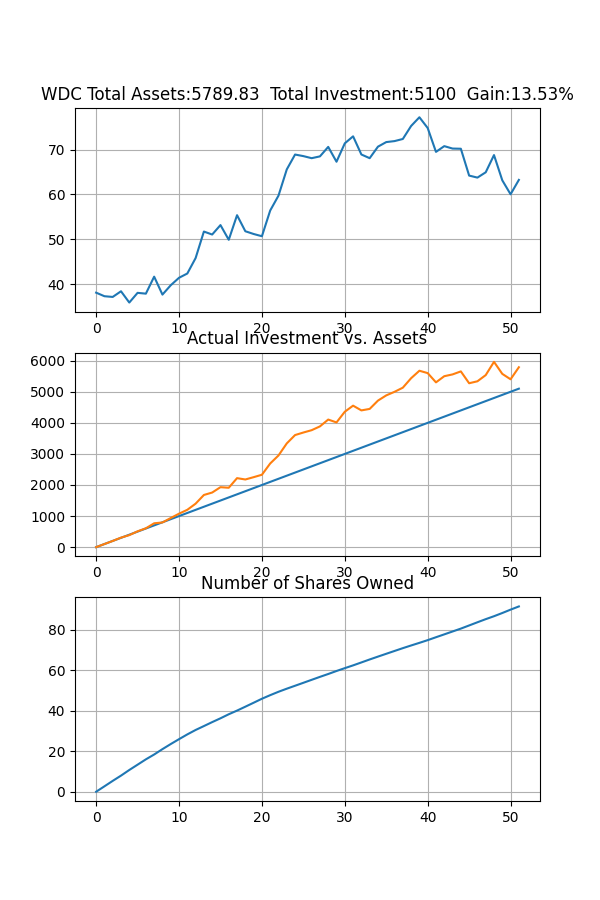 WDC Total Assets:5789.83  Total Investment:5100  Gain:13.53%
70
60
50
40
0 10 20 30 40 50
Actual Investment vs. Assets
6000
5000
4000
3000
2000
1000
0
0 10 20 30 40 50
Number of Shares Owned
80
60
40
20
0
0 10 20 30 40 50